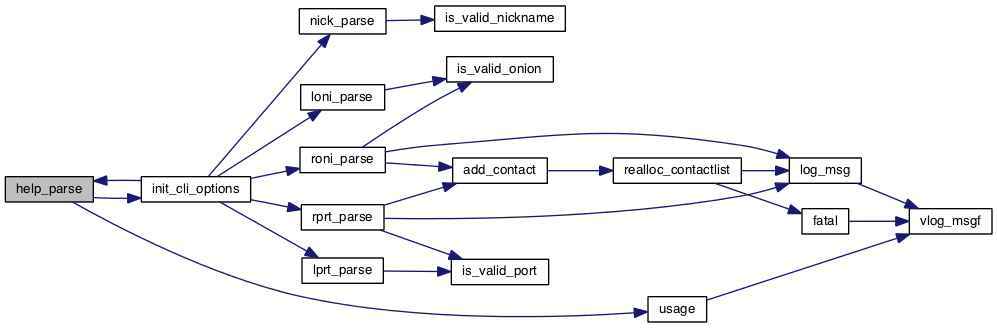 nick_parse
is_valid_nickname
is_valid_onion
loni_parse
roni_parse
add_contact
realloc_contactlist
log_msg
help_parse
init_cli_options
rprt_parse
fatal
vlog_msgf
lprt_parse
is_valid_port
usage